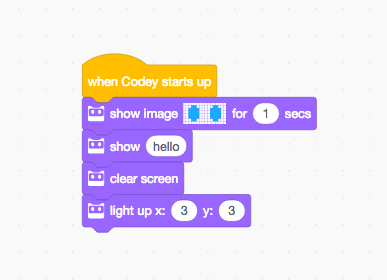 when Codey starts up
show image for 1 secs
show hello
clear screen
light up x: 3 y: 3